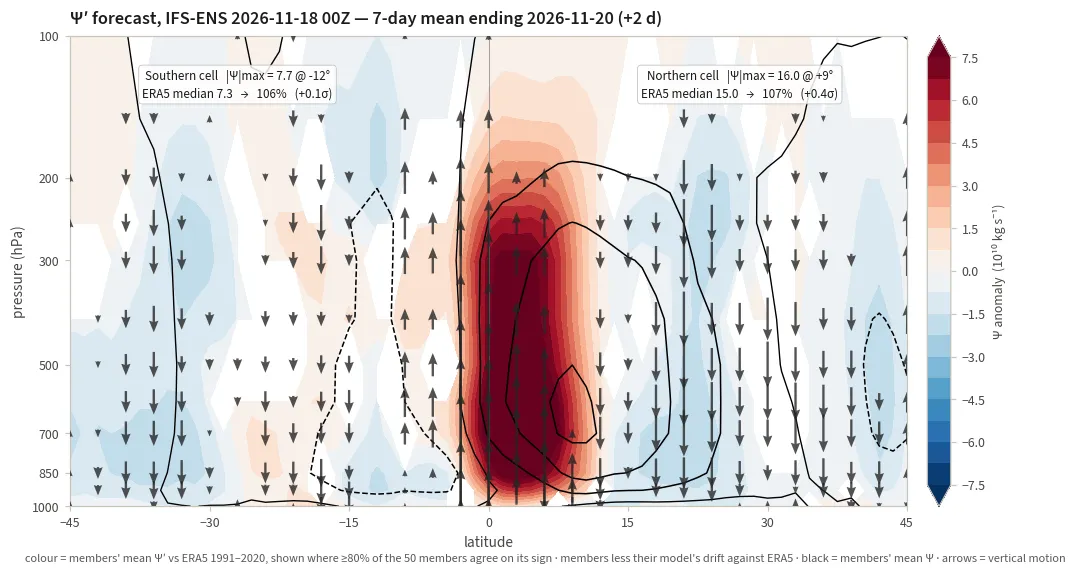 Ψ′ forecast, IFS-ENS 2026-11-18 00Z — 7-day mean ending 2026-11-20 (+2 d)
Southern cell |Ψ|max = 7.7 @ -12°
ERA5 median 7.3 → 106% (+0.1σ)
Northern cell |Ψ|max = 16.0 @ +9°
ERA5 median 15.0 → 107% (+0.4σ)
100
200
300
400
500
700
850
1000
pressure (hPa)
−45
−30
−15
0
15
30
45
latitude
7.5
6.0
4.5
3.0
1.5
0.0
−1.5
−3.0
−4.5
−6.0
−7.5
Ψ anomaly (10¹⁰ kg s⁻¹)
colour = members' mean Ψ′ vs ERA5 1991–2020, shown where ≥80% of the 50 members agree on its sign · members less their model's drift against ERA5 · black = members' mean Ψ · arrows = vertical motion